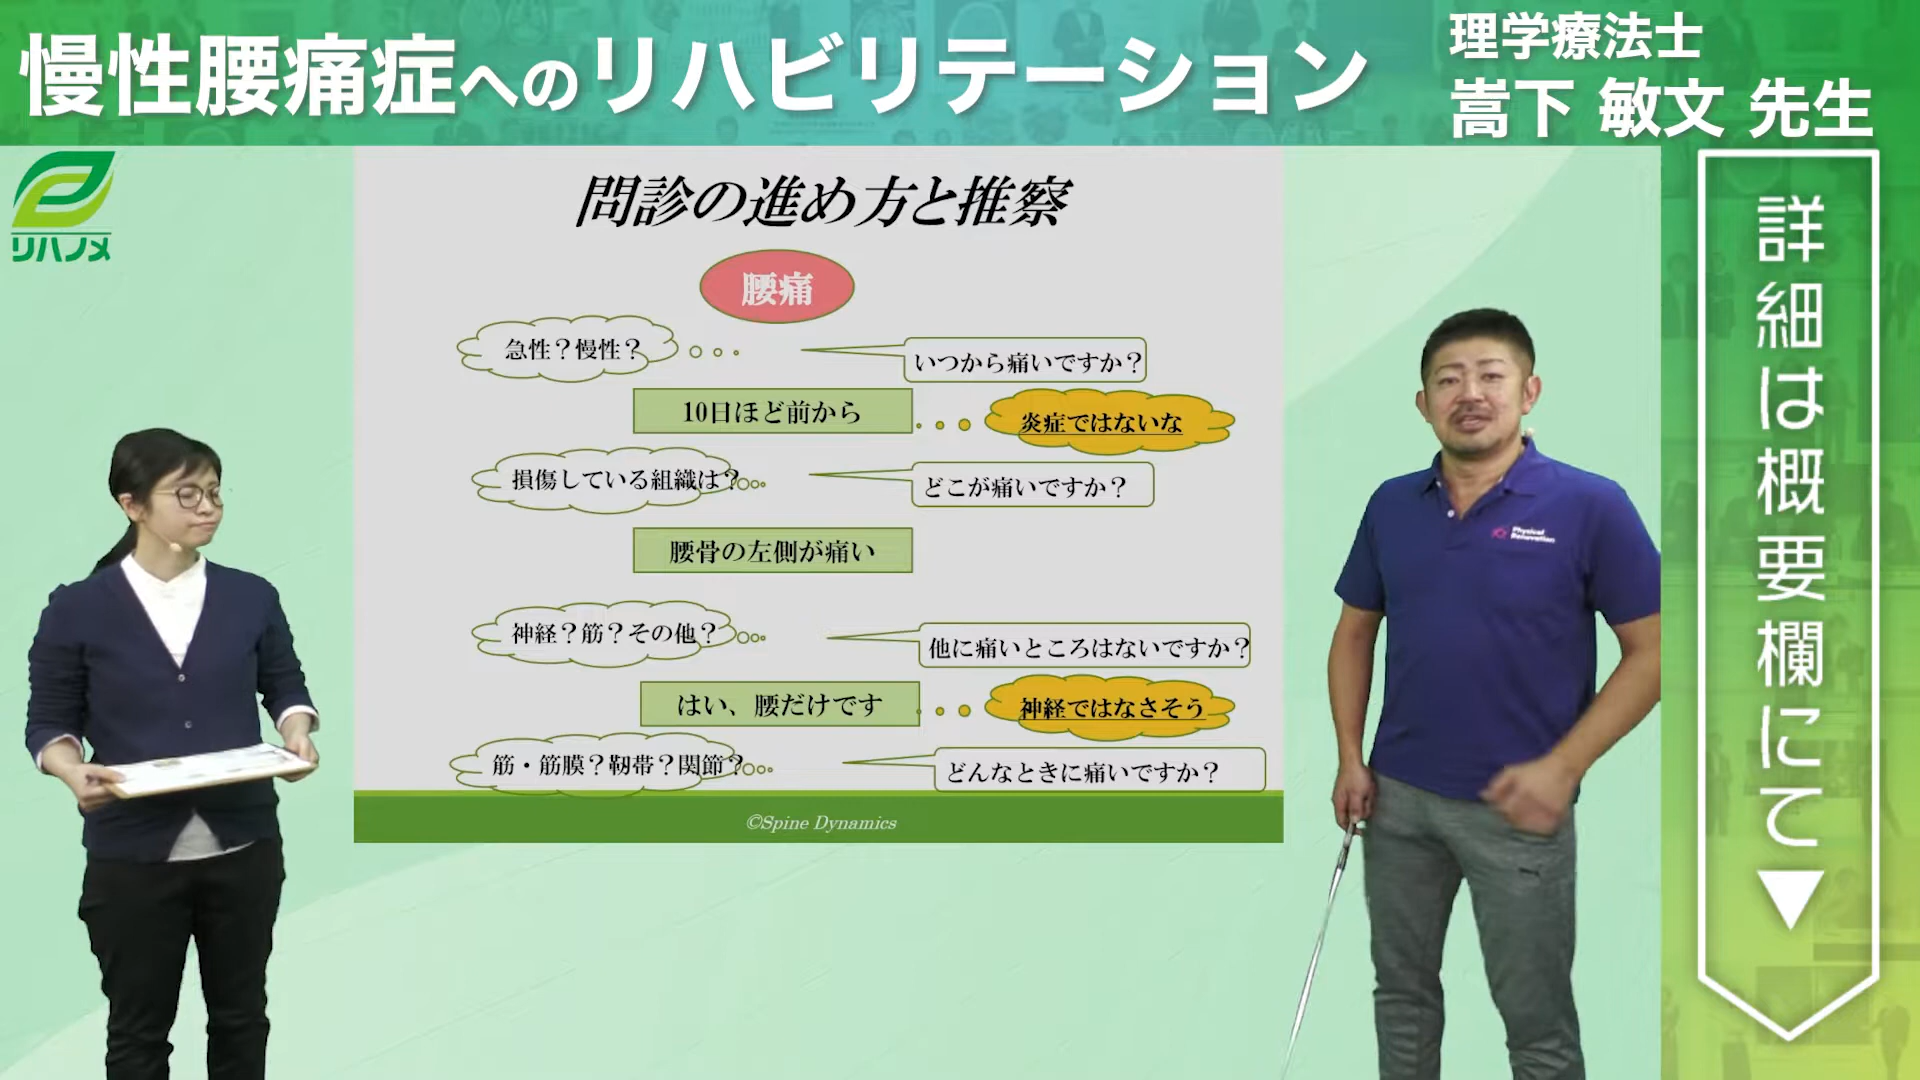 慢性腰痛症へのリハビリテーション
理学療法士
嵩下 敏文 先生
リハノメ
問診の進め方と推察
腰痛
急性？慢性？
いつから痛いですか？
10日ほど前から
炎症ではないな
損傷している組織は？
どこが痛いですか？
腰骨の左側が痛い
神経？筋？その他？
他に痛いところはないですか？
はい、腰だけです
神経ではなさそう
筋・筋膜？靭帯？関節？
どんなときに痛いですか？
©Spine Dynamics
Physical
Renovation
詳細は概要欄にて▼